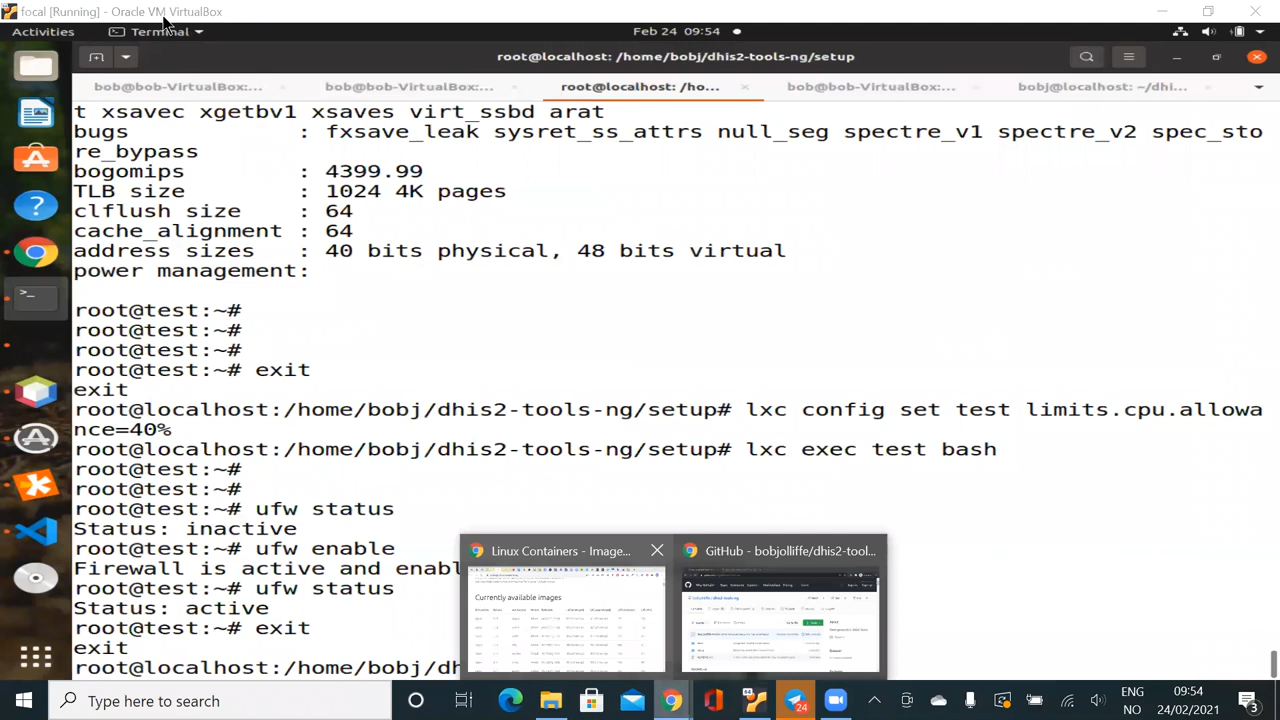 focal [Running] - Oracle VM VirtualBox
Activities
Terminal
Feb 24 09:54
root@localhost: /home/bobj/dhis2-tools-ng/setup
bob@bob-VirtualBox:...
bob@bob-VirtualBox:...
root@localhost: /ho...
bob@bob-VirtualBox:...
bobj@localhost: ~/dhi...
t xsavec xgetbv1 xsaves virt_ssbd arat
bugs : fxsave_leak sysret_ss_attrs null_seg spectre_v1 spectre_v2 spec_sto
re_bypass
bogomips : 4399.99
TLB size : 1024 4K pages
clflush size : 64
cache_alignment : 64
address sizes : 40 bits physical, 48 bits virtual
power management:
root@test:~#
root@test:~#
root@test:~#
root@test:~# exit
exit
root@localhost:/home/bobj/dhis2-tools-ng/setup# lxc config set test limits.cpu.allowa
nce=40%
root@localhost:/home/bobj/dhis2-tools-ng/setup# lxc exec test bash
root@test:~#
root@test:~#
root@test:~# ufw status
Status: inactive
root@test:~# ufw enable
Firewall is active and enabl
root@test:~# ufw status
Status: active
root@test:~# exit
exit
root@localhost:/home/bobj/dh
Linux Containers - Image...
Currently available images
GitHub - bobjolliffe/dhis2-tool...
Type here to search
64
24
ENG
NO
09:54
24/02/2021
3